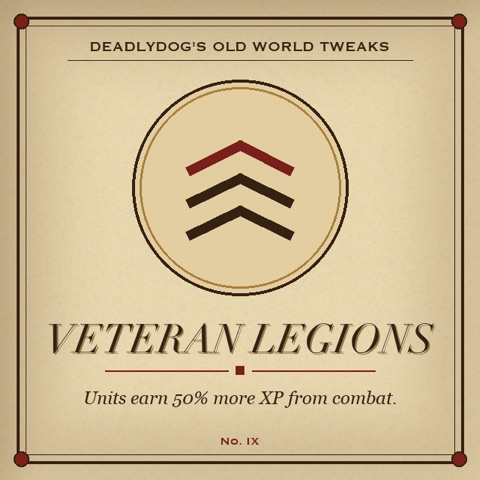 DEADLYDOG'S OLD WORLD TWEAKS
VETERAN LEGIONS
Units earn 50% more XP from combat.
No. IX